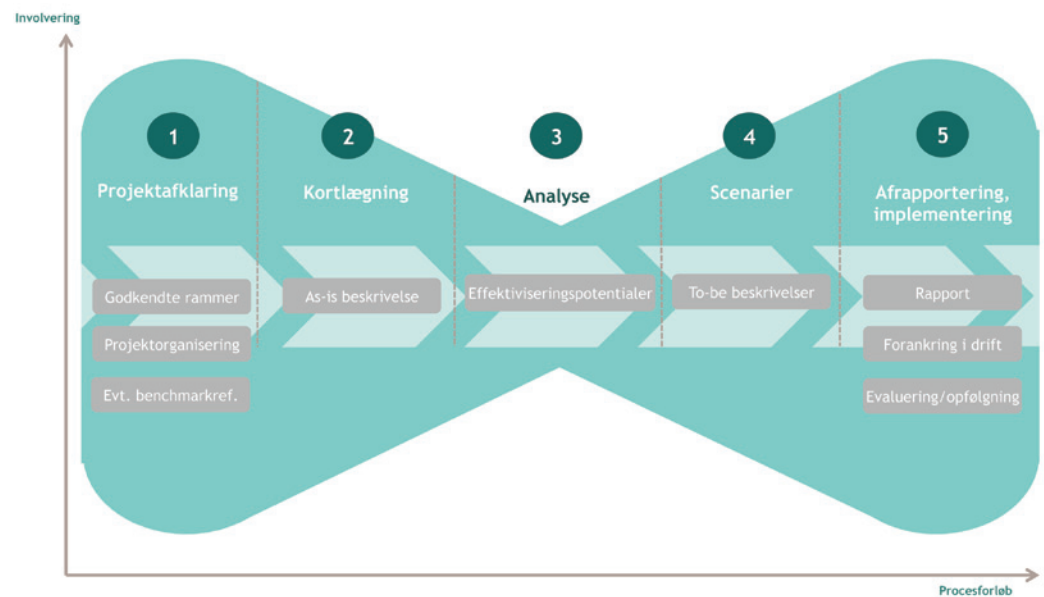 Involvering
1
2
3
4
5
Projektafklaring
Kortlægning
Analyse
Scenarier
Afrapportering,
implementering
Godkendte rammer
As-is beskrivelse
Effektiviseringspotentialer
To-be beskrivelser
Rapport
Projektorganisering
Forankring i drift
Evt. benchmarkref.
Evaluering/opfølgning
Procesforløb